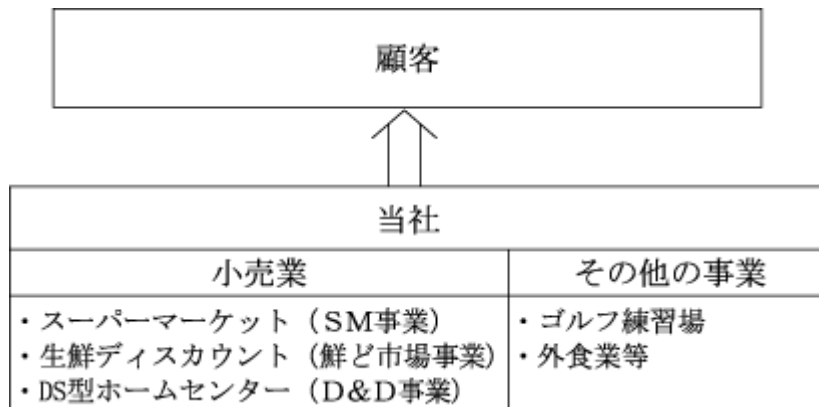 顧客
当社
小売業
その他の事業
・スーパーマーケット（ＳＭ事業）
・生鮮ディスカウント（鮮ど市場事業）
・DS型ホームセンター（Ｄ＆Ｄ事業）
・ゴルフ練習場
・外食業等